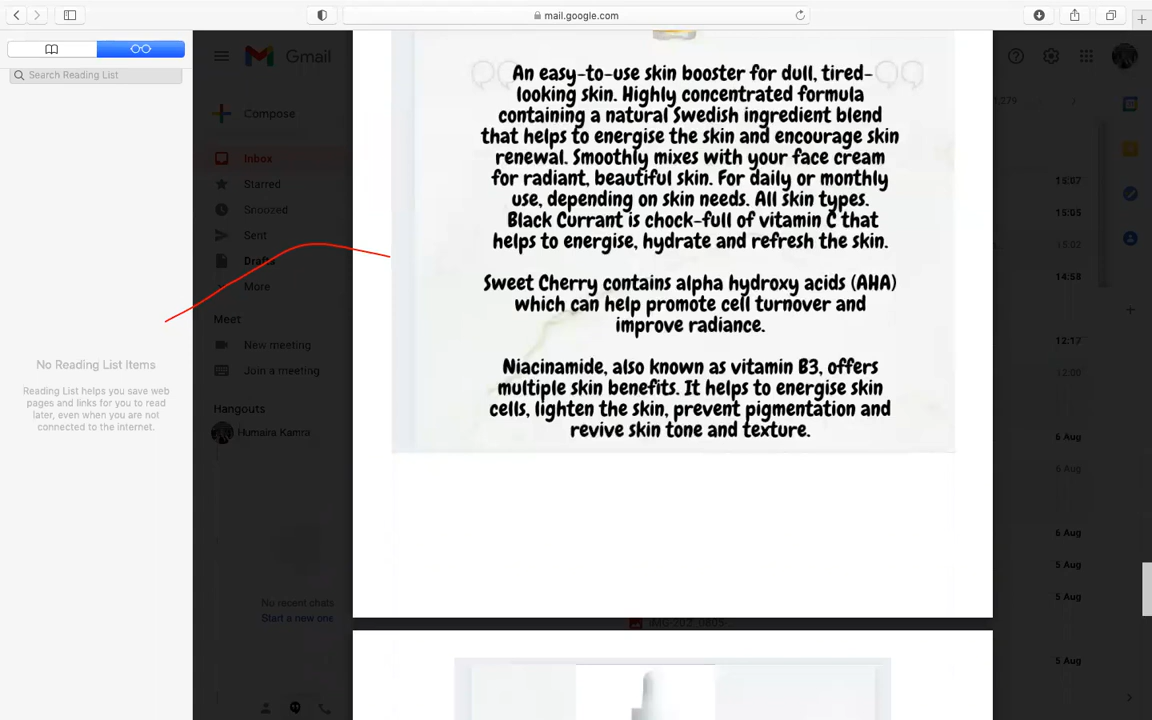 mail.google.com
Search Reading List
No Reading List Items
Reading List helps you save web
pages and links for you to read
later, even when you are not
connected to the internet.
Gmail
Compose
Inbox
Starred
Snoozed
Sent
Drafts
More
Meet
New meeting
Join a meeting
Hangouts
Humaira Kamra
No recent chats
Start a new one
An easy-to-use skin booster for dull, tired-
looking skin. Highly concentrated formula
containing a natural Swedish ingredient blend
that helps to energise the skin and encourage skin
renewal. Smoothly mixes with your face cream
for radiant, beautiful skin. For daily or monthly
use, depending on skin needs. All skin types.
Black Currant is chock-full of vitamin C that
helps to energise, hydrate and refresh the skin.
Sweet Cherry contains alpha hydroxy acids (AHA)
which can help promote cell turnover and
improve radiance.
Niacinamide, also known as vitamin B3, offers
multiple skin benefits. It helps to energise skin
cells, lighten the skin, prevent pigmentation and
revive skin tone and texture.
1,279
15:07
15:05
15:02
14:58
12:17
12:00
6 Aug
6 Aug
6 Aug
5 Aug
5 Aug
5 Aug